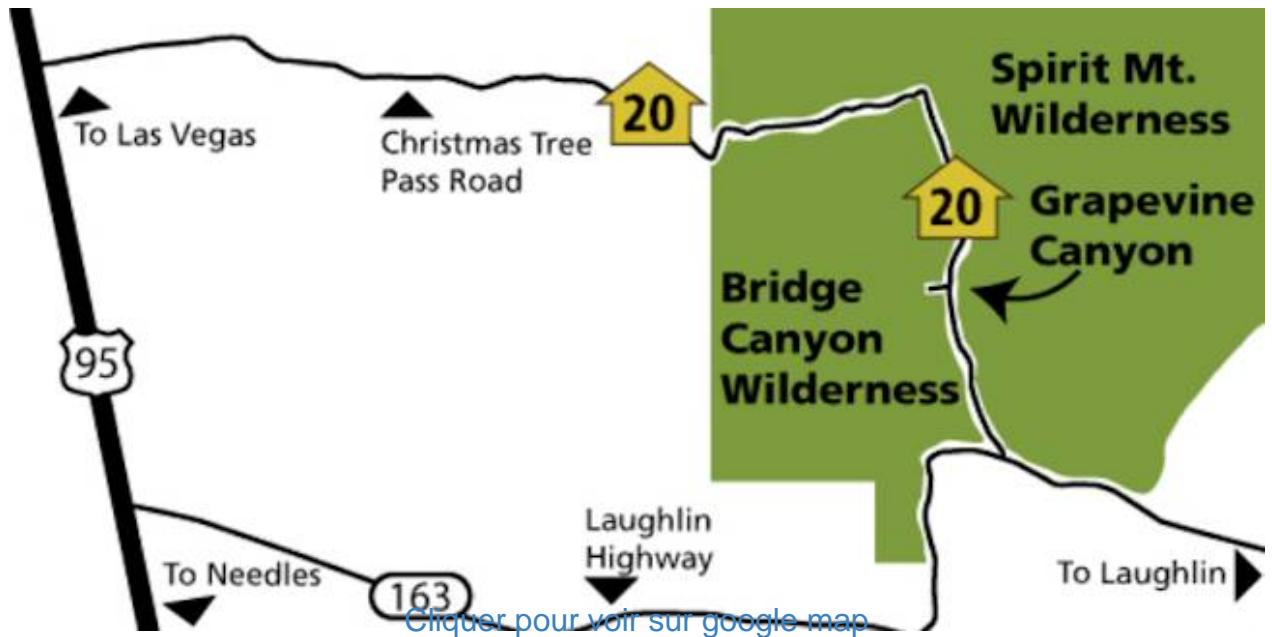 Spirit Mt.
Wilderness
20
To Las Vegas
Christmas Tree
Pass Road
20
Grapevine
Canyon
Bridge
Canyon
Wilderness
95
Laughlin
Highway
To Needles
163
To Laughlin
Cliquer pour voir sur google map